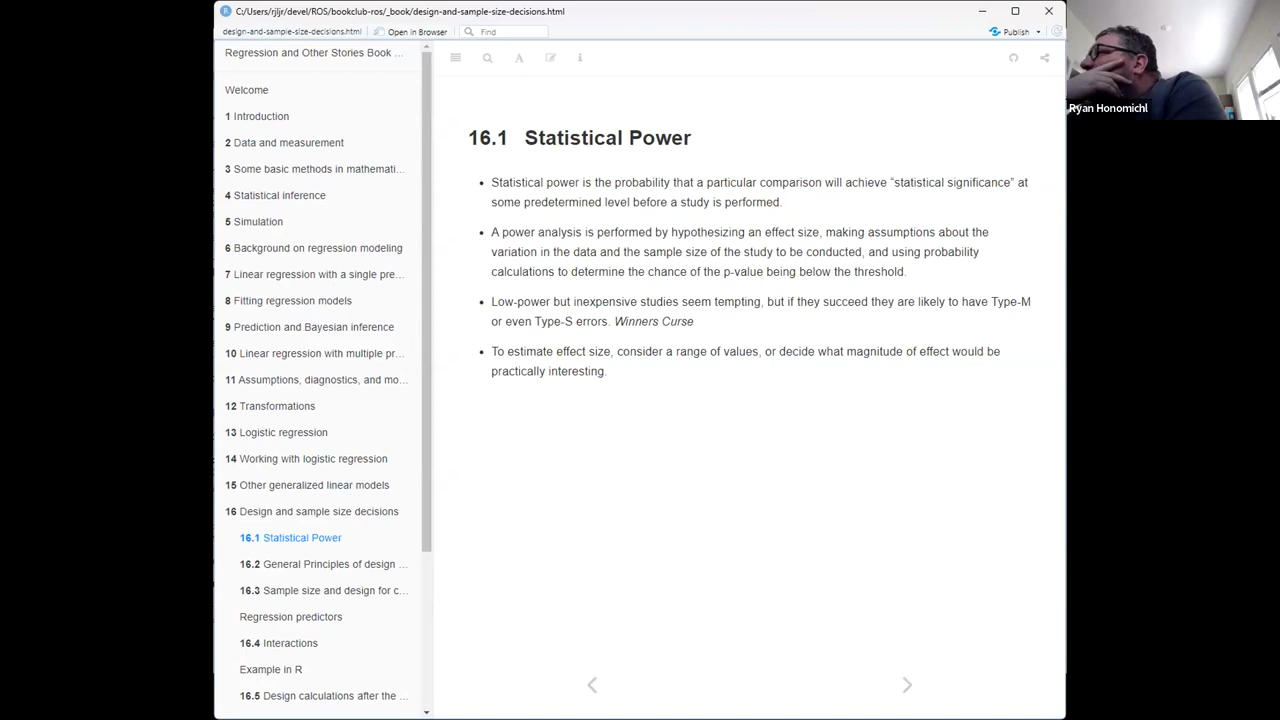 C:/Users/rjljr/devel/ROS/bookclub-ros/_book/design-and-sample-size-decisions.html
design-and-sample-size-decisions.html
Open in Browser
Find
Publish
Regression and Other Stories Book ...
Welcome
1 Introduction
2 Data and measurement
3 Some basic methods in mathemati...
4 Statistical inference
5 Simulation
6 Background on regression modeling
7 Linear regression with a single pre...
8 Fitting regression models
9 Prediction and Bayesian inference
10 Linear regression with multiple pr...
11 Assumptions, diagnostics, and mo...
12 Transformations
13 Logistic regression
14 Working with logistic regression
15 Other generalized linear models
16 Design and sample size decisions
16.1 Statistical Power
16.2 General Principles of design ...
16.3 Sample size and design for c...
Regression predictors
16.4 Interactions
Example in R
16.5 Design calculations after the ...
16.1 Statistical Power
• Statistical power is the probability that a particular comparison will achieve “statistical significance” at
some predetermined level before a study is performed.
• A power analysis is performed by hypothesizing an effect size, making assumptions about the
variation in the data and the sample size of the study to be conducted, and using probability
calculations to determine the chance of the p-value being below the threshold.
• Low-power but inexpensive studies seem tempting, but if they succeed they are likely to have Type-M
or even Type-S errors. Winners Curse
• To estimate effect size, consider a range of values, or decide what magnitude of effect would be
practically interesting.
Ryan Honomichl